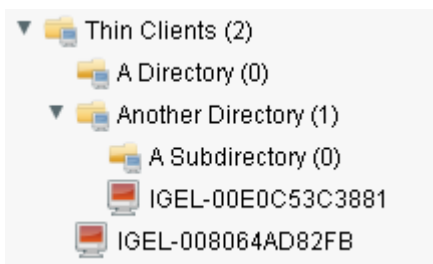 Thin Clients (2)
A Directory (0)
Another Directory (1)
A Subdirectory (0)
IGEL-00E0C53C3881
IGEL-008064AD82FB